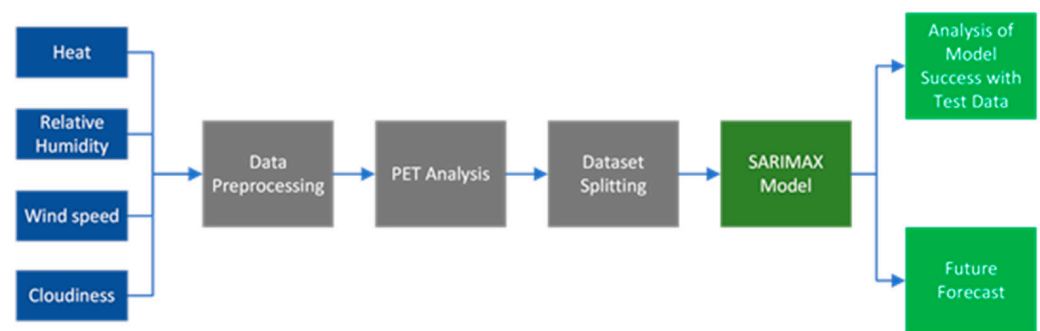 Heat
Relative
Humidity
Wind speed
Cloudiness
Data
Preprocessing
PET Analysis
Dataset
Splitting
SARIMAX
Model
Analysis of
Model
Success with
Test Data
Future
Forecast